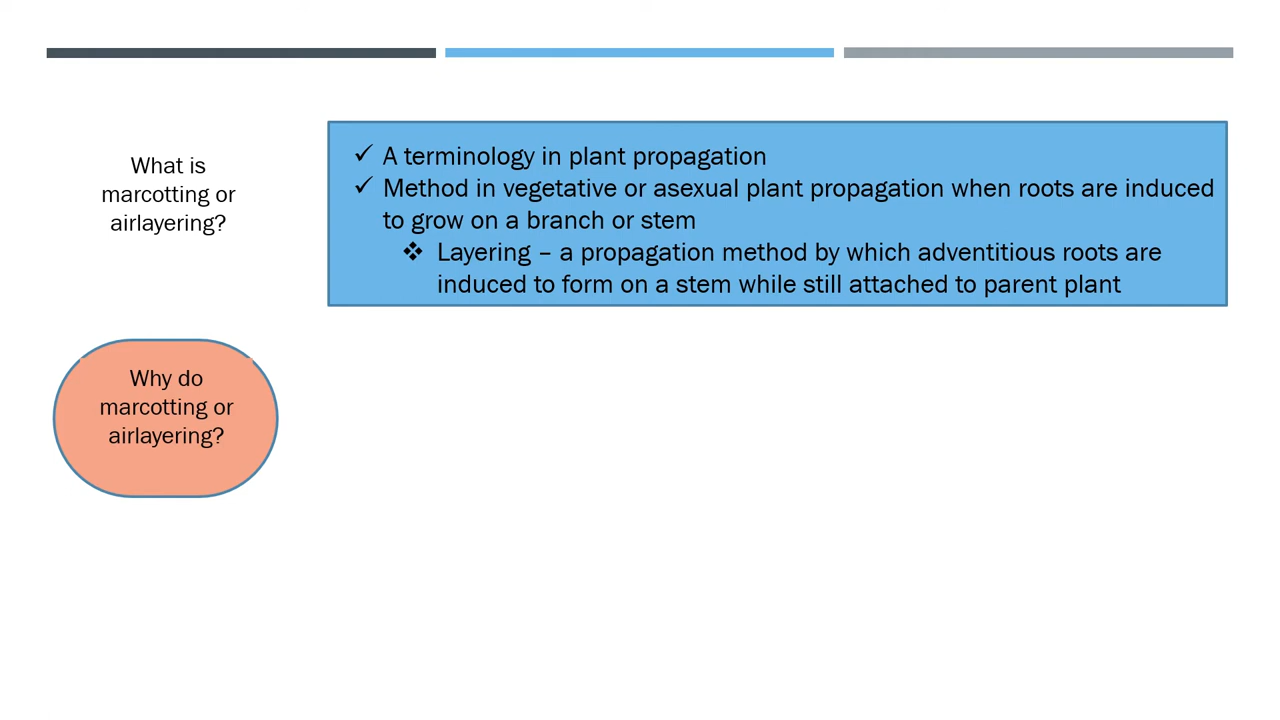 What is
marcotting or
airlayering?
✓ A terminology in plant propagation
✓ Method in vegetative or asexual plant propagation when roots are induced
to grow on a branch or stem
❖ Layering – a propagation method by which adventitious roots are
induced to form on a stem while still attached to parent plant
Why do
marcotting or
airlayering?